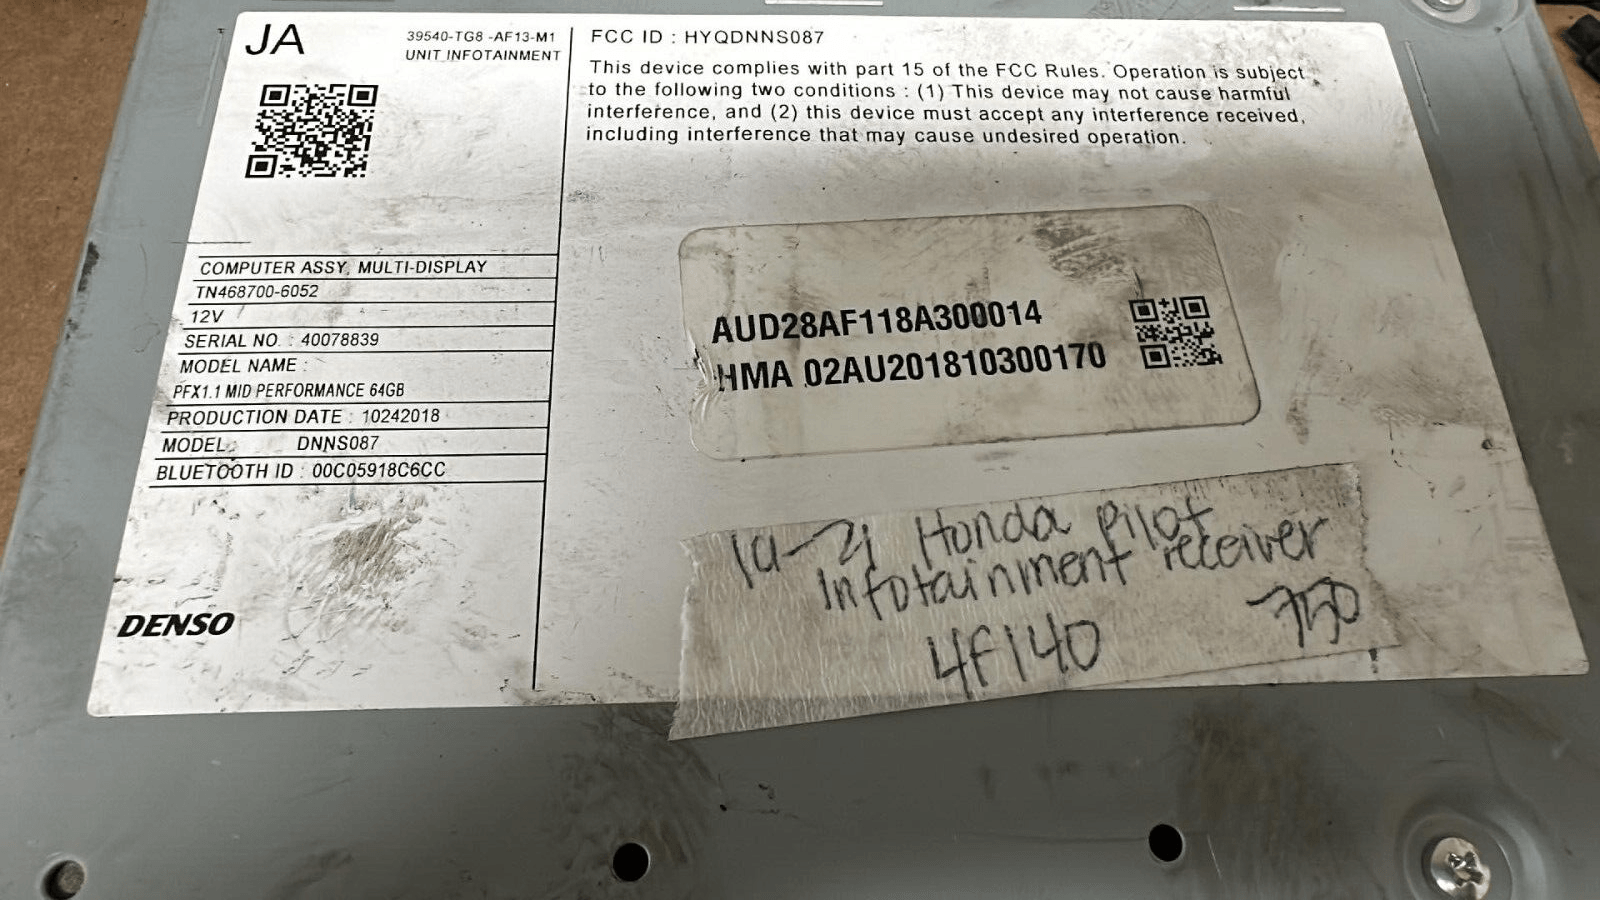 JA
39540-TG8 -AF13-M1
UNIT INFOTAINMENT
COMPUTER ASSY, MULTI-DISPLAY
TN468700-6052
12V
SERIAL NO. : 40078839
MODEL NAME :
PFX1.1 MID PERFORMANCE 64GB
PRODUCTION DATE : 10242018
MODEL : DNNS087
BLUETOOTH ID : 00C05918C6CC
DENSO
FCC ID : HYQDNNS087
This device complies with part 15 of the FCC Rules. Operation is subject
to the following two conditions : (1) This device may not cause harmful
interference, and (2) this device must accept any interference received,
including interference that may cause undesired operation.
AUD28AF118A300014
HMA 02AU201810300170
Honda Pilot
Infotainment receiver
750
4F140